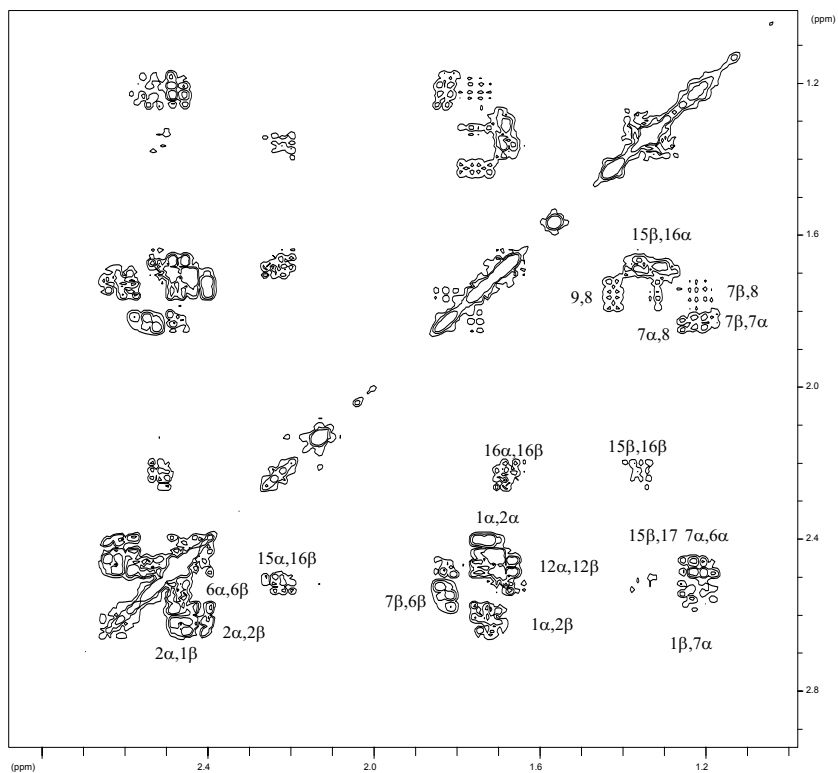 (ppm)
1.2
15β,16α
1.6
9,8
7β,8
7α,8
7β,7α
2.0
16α,16β
15β,16β
1α,2α
15β,17 7α,6α
2.4
15α,16β
12α,12β
6α,6β
7β,6β
2α,2β
1α,2β
2α,1β
1β,7α
2.8
(ppm)
2.4
2.0
1.6
1.2